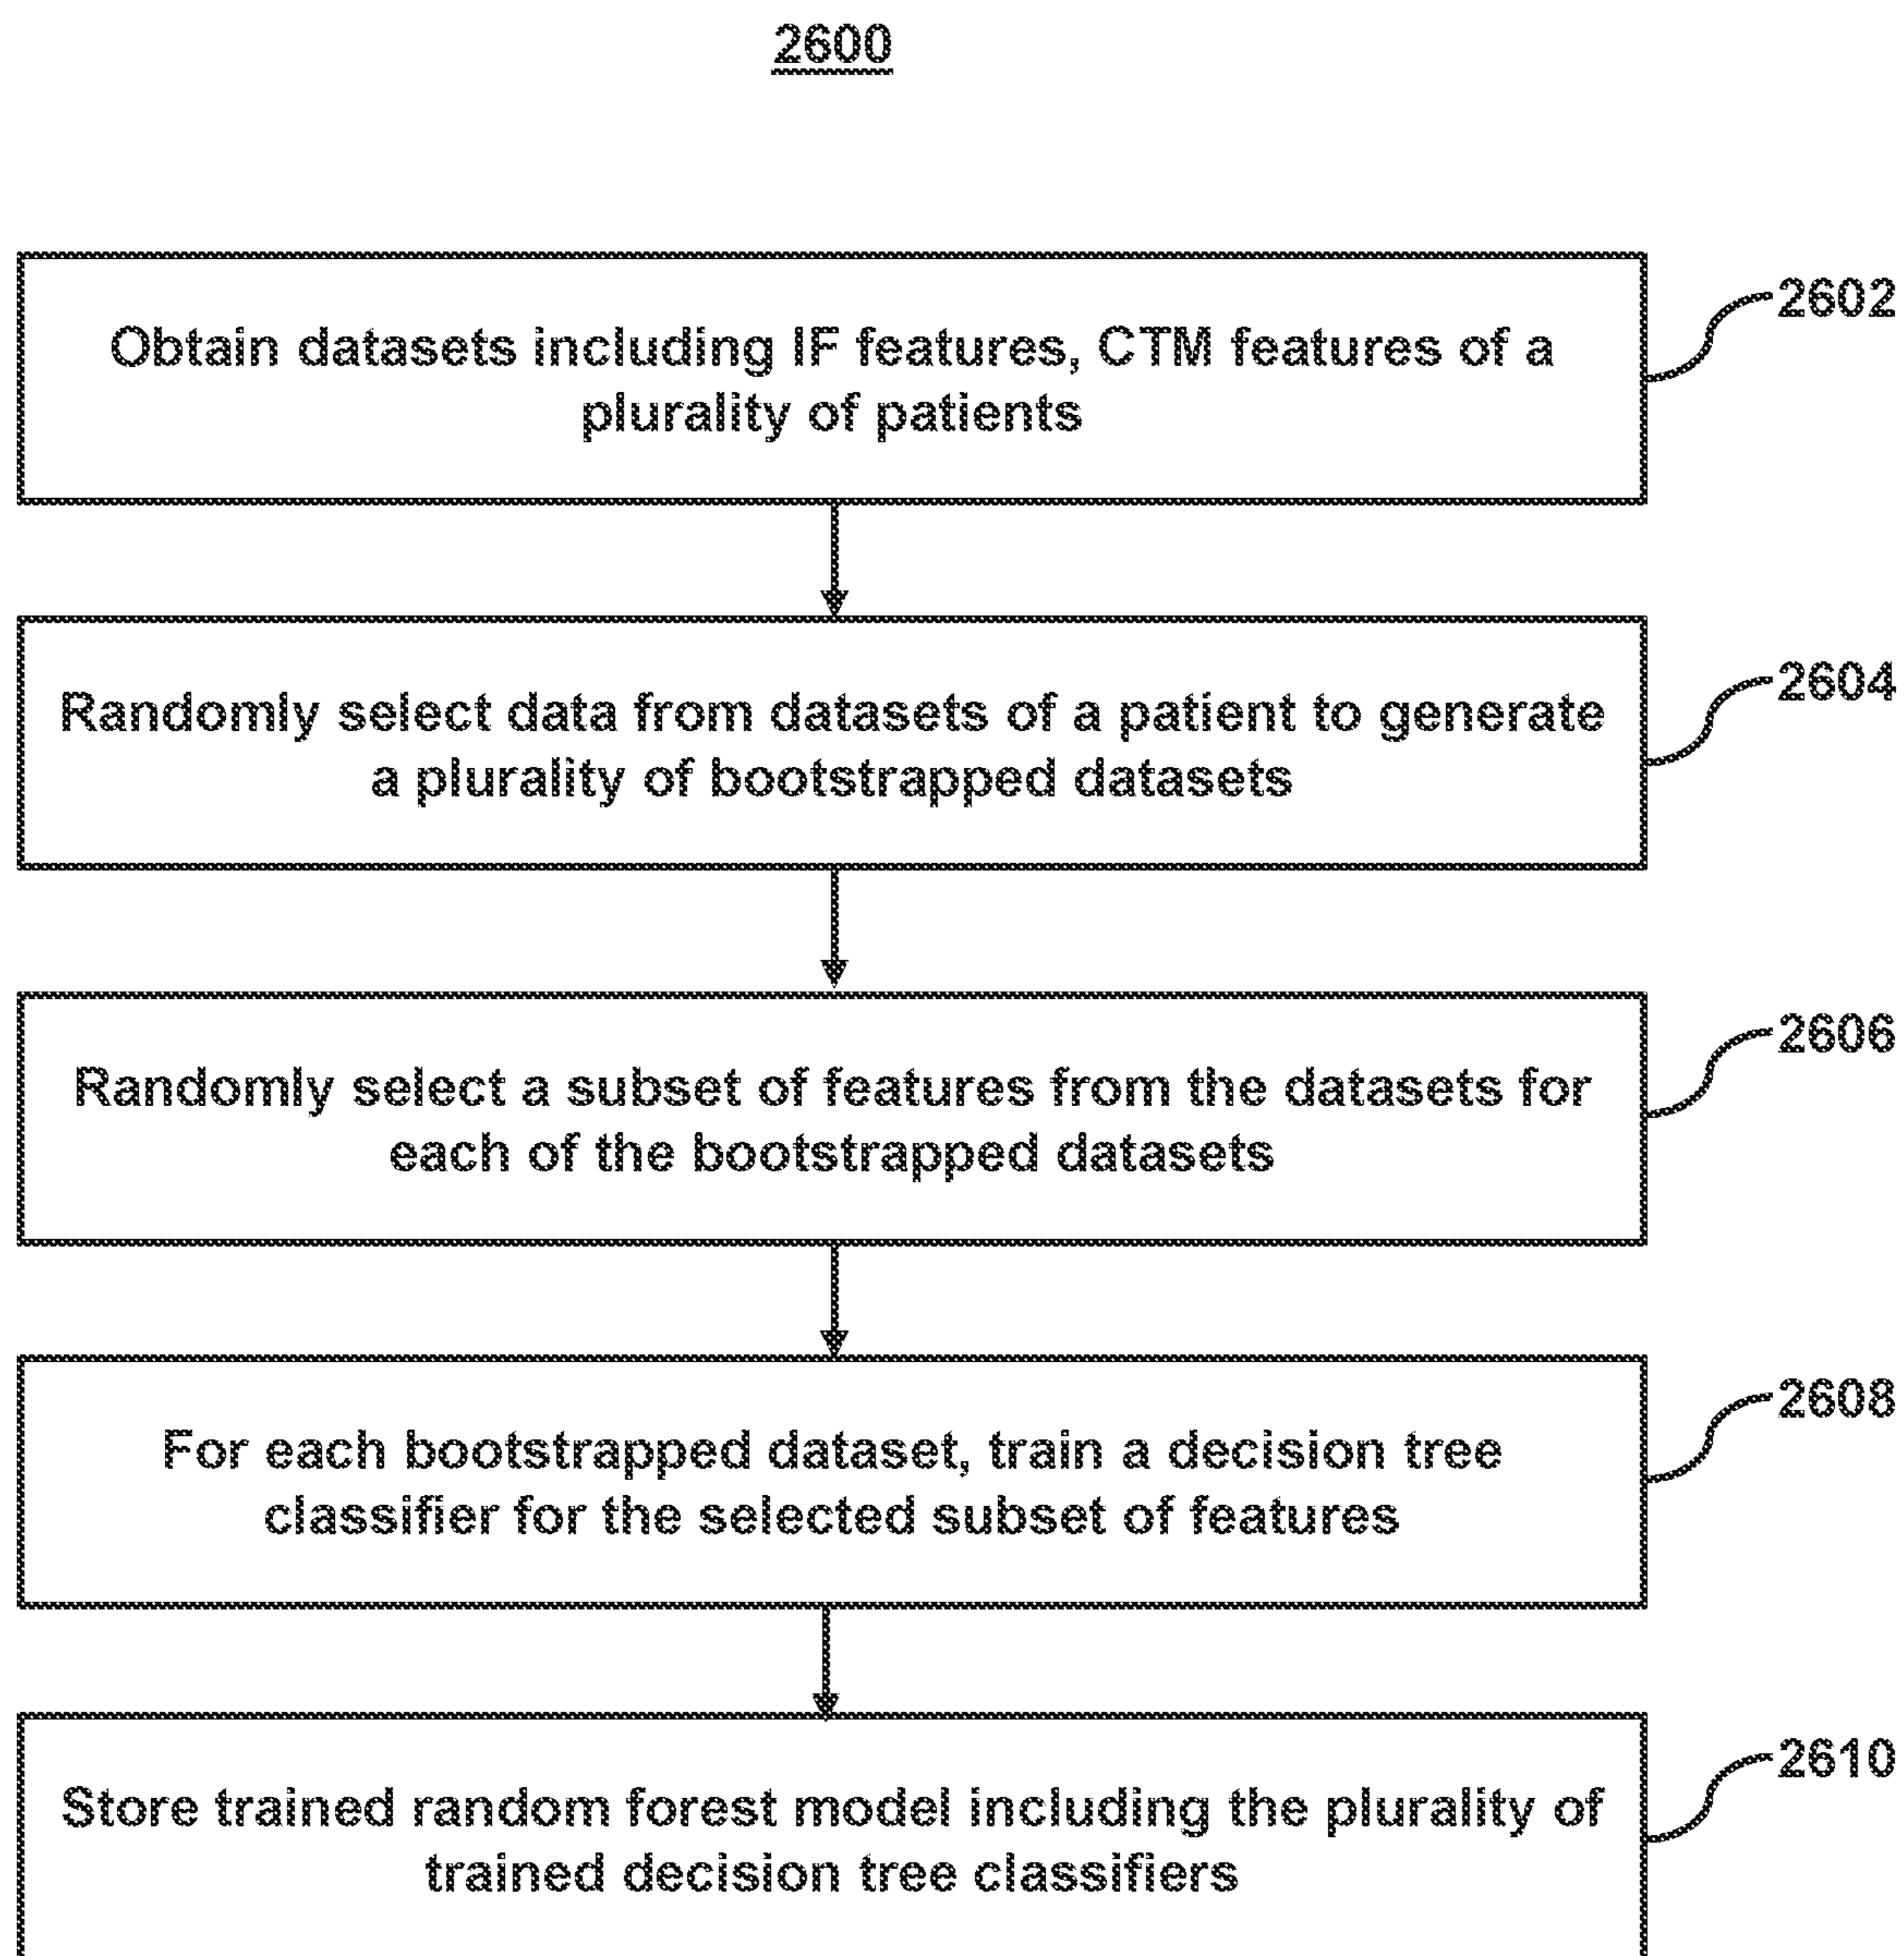 2600
Obtain datasets including IF features, CTM features of a
plurality of patients
2602
Randomly select data from datasets of a patient to generate
a plurality of bootstrapped datasets
2604
Randomly select a subset of features from the datasets for
each of the bootstrapped datasets
2606
For each bootstrapped dataset, train a decision tree
classifier for the selected subset of features
2608
Store trained random forest model including the plurality of
trained decision tree classifiers
2610